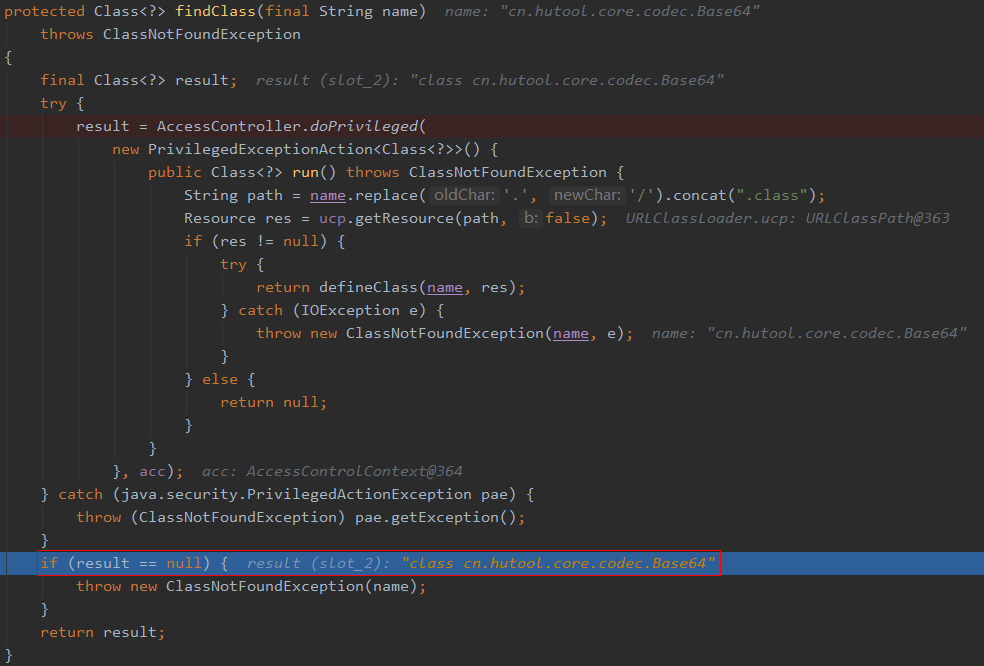 protected Class<?> findClass(final String name)  name: "cn.hutool.core.codec.Base64"
    throws ClassNotFoundException
{
    final Class<?> result;  result (slot_2): "class cn.hutool.core.codec.Base64"
    try {
        result = AccessController.doPrivileged(
            new PrivilegedExceptionAction<Class<?>>() {
                public Class<?> run() throws ClassNotFoundException {
                    String path = name.replace( oldChar: '.', newChar: '/').concat(".class");
                    Resource res = ucp.getResource(path, b: false);  URLClassLoader.ucp: URLClassPath@363
                    if (res != null) {
                        try {
                            return defineClass(name, res);
                        } catch (IOException e) {
                            throw new ClassNotFoundException(name, e);  name: "cn.hutool.core.codec.Base64"
                        }
                    } else {
                        return null;
                    }
                }
            }, acc);  acc: AccessControlContext@364
    } catch (java.security.PrivilegedActionException pae) {
        throw (ClassNotFoundException) pae.getException();
    }
    if (result == null) {  result (slot_2): "class cn.hutool.core.codec.Base64"
        throw new ClassNotFoundException(name);
    }
    return result;
}